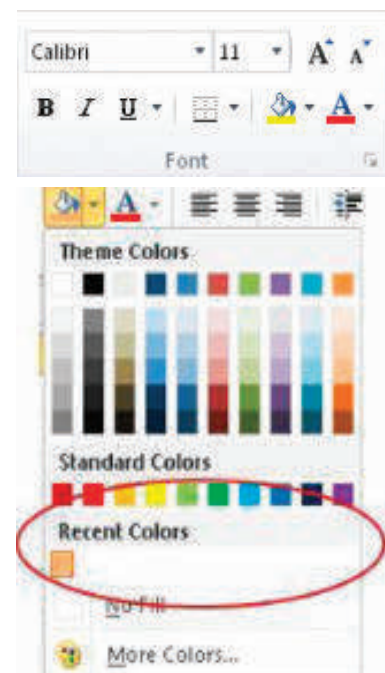 Calibri 11 A A
B I U A
Font
A
Theme Colors
Standard Colors
Recent Colors
No Fill
More Colors...